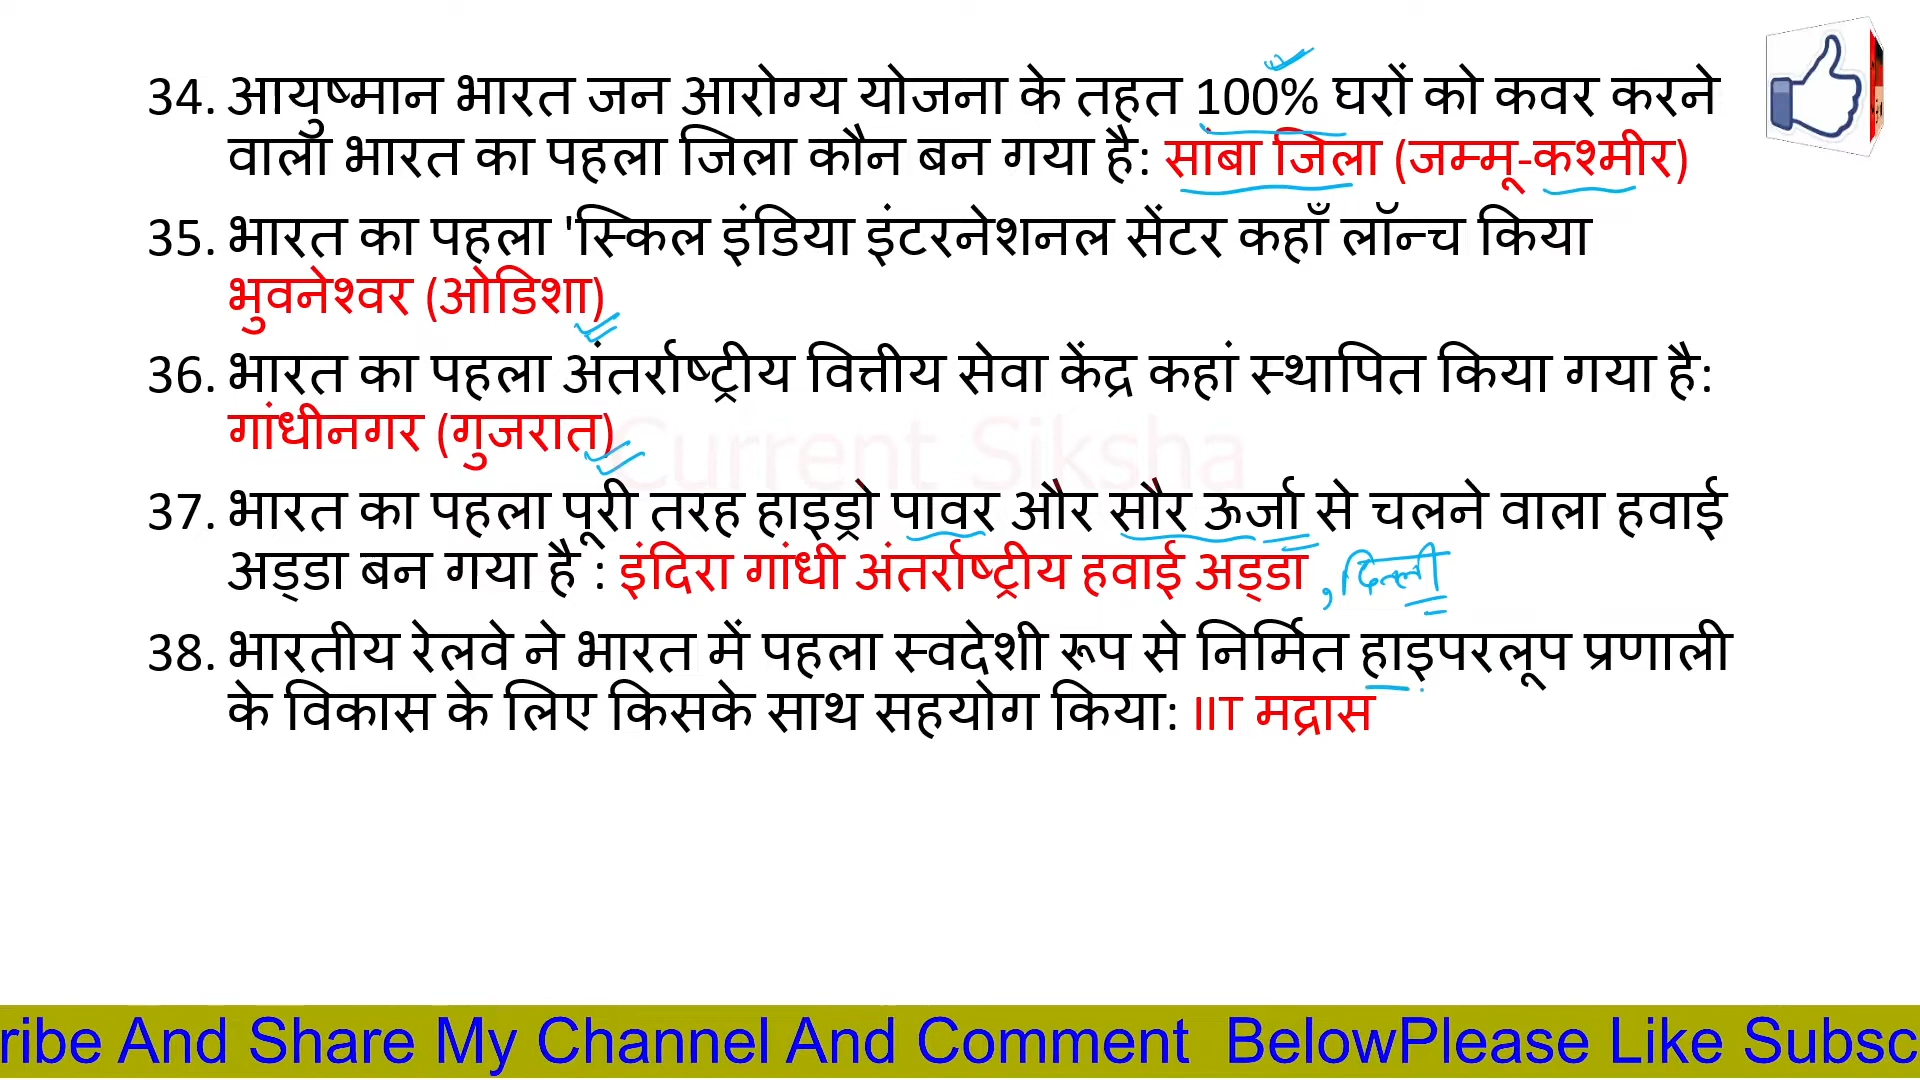 34. आयुष्मान भारत जन आरोग्य योजना के तहत 100% घरों को कवर करने
वाला भारत का पहला जिला कौन बन गया है: सांबा जिला (जम्मू-कश्मीर)
35. भारत का पहला 'स्किल इंडिया इंटरनेशनल सेंटर कहाँ लॉन्च किया
भुवनेश्वर (ओडिशा)
36. भारत का पहला अंतर्राष्ट्रीय वित्तीय सेवा केंद्र कहां स्थापित किया गया है:
गांधीनगर (गुजरात)
Current Siksha
37. भारत का पहला पूरी तरह हाइड्रो पावर और सौर ऊर्जा से चलने वाला हवाई
अड्डा बन गया है : इंदिरा गांधी अंतर्राष्ट्रीय हवाई अड्डा , दिल्ली
38. भारतीय रेलवे ने भारत में पहला स्वदेशी रूप से निर्मित हाइपरलूप प्रणाली
के विकास के लिए किसके साथ सहयोग किया: IIT मद्रास
ribe And Share My Channel And Comment BelowPlease Like Subsc